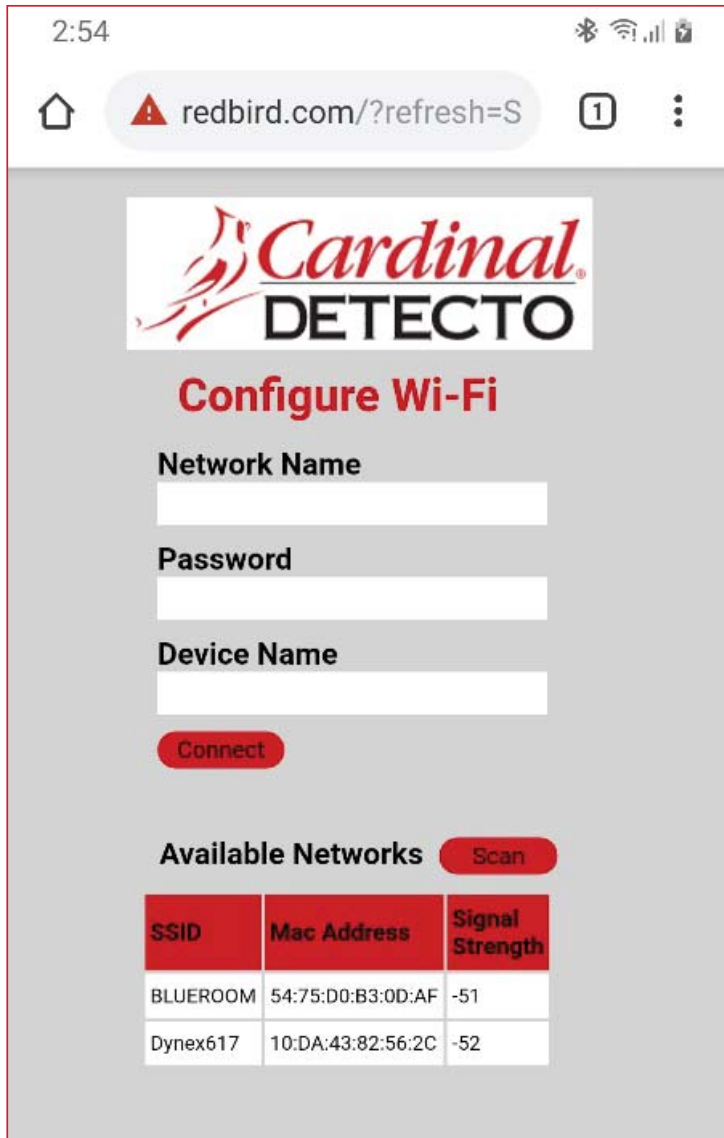 2:54
redbird.com/?refresh=S
1
Cardinal®
DETECTO
Configure Wi-Fi
Network Name
Password
Device Name
Connect
Available Networks
Scan
SSID Mac Address Signal Strength
BLUEROOM 54:75:D0:B3:0D:AF -51
Dynex617 10:DA:43:82:56:2C -52